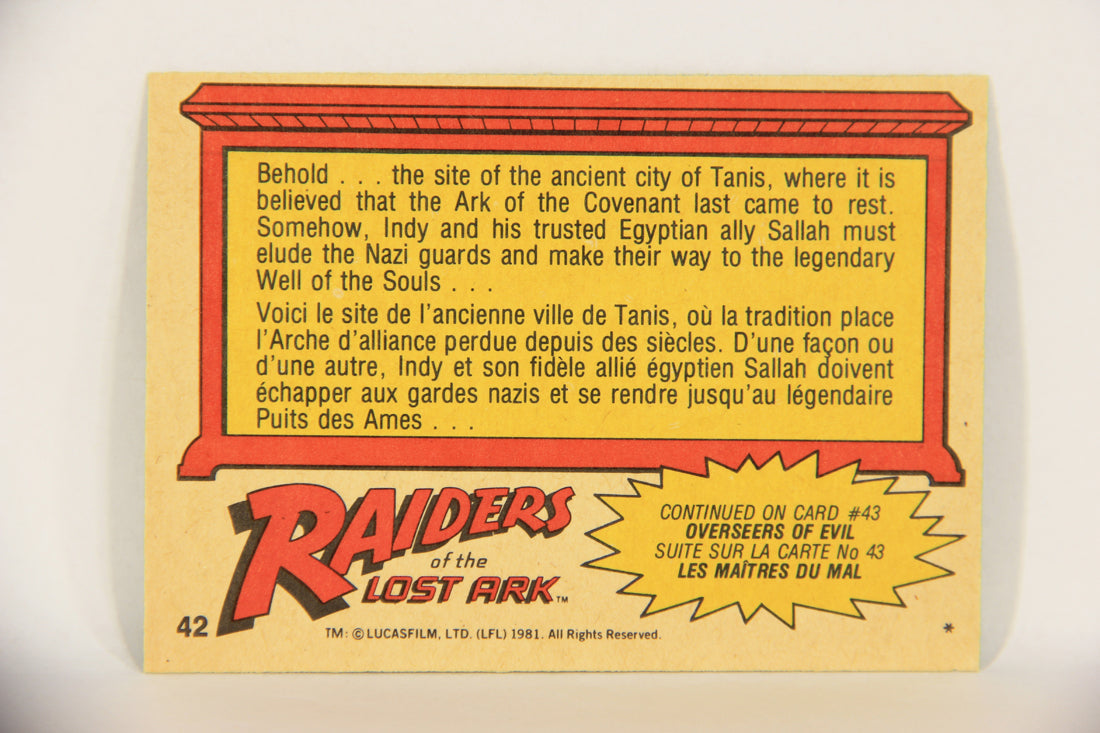 Behold . . . the site of the ancient city of Tanis, where it is
believed that the Ark of the Covenant last came to rest.
Somehow, Indy and his trusted Egyptian ally Sallah must
elude the Nazi guards and make their way to the legendary
Well of the Souls . . .
Voici le site de l'ancienne ville de Tanis, où la tradition place
l'Arche d'alliance perdue depuis des siècles. D'une façon ou
d'une autre, Indy et son fidèle allié égyptien Sallah doivent
échapper aux gardes nazis et se rendre jusqu'au légendaire
Puits des Ames . . .
RAIDERS
of the
LOST ARK™
CONTINUED ON CARD #43
OVERSEERS OF EVIL
SUITE SUR LA CARTE No 43
LES MAÎTRES DU MAL
42
TM: © LUCASFILM, LTD. (LFL) 1981. All Rights Reserved.
*